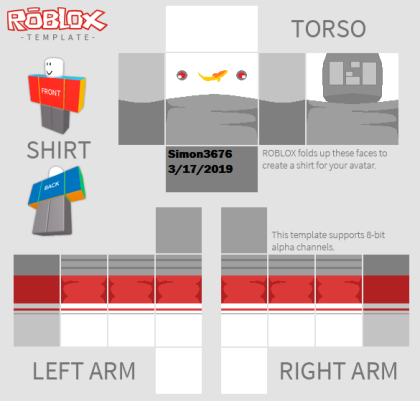 ROBLOX
-TEMPLATE-
TORSO
FRONT
SHIRT
BACK
Simon3676
3/17/2019
ROBLOX folds up these faces to
create a shirt for your avatar.
This template supports 8-bit
alpha channels.
LEFT ARM
RIGHT ARM